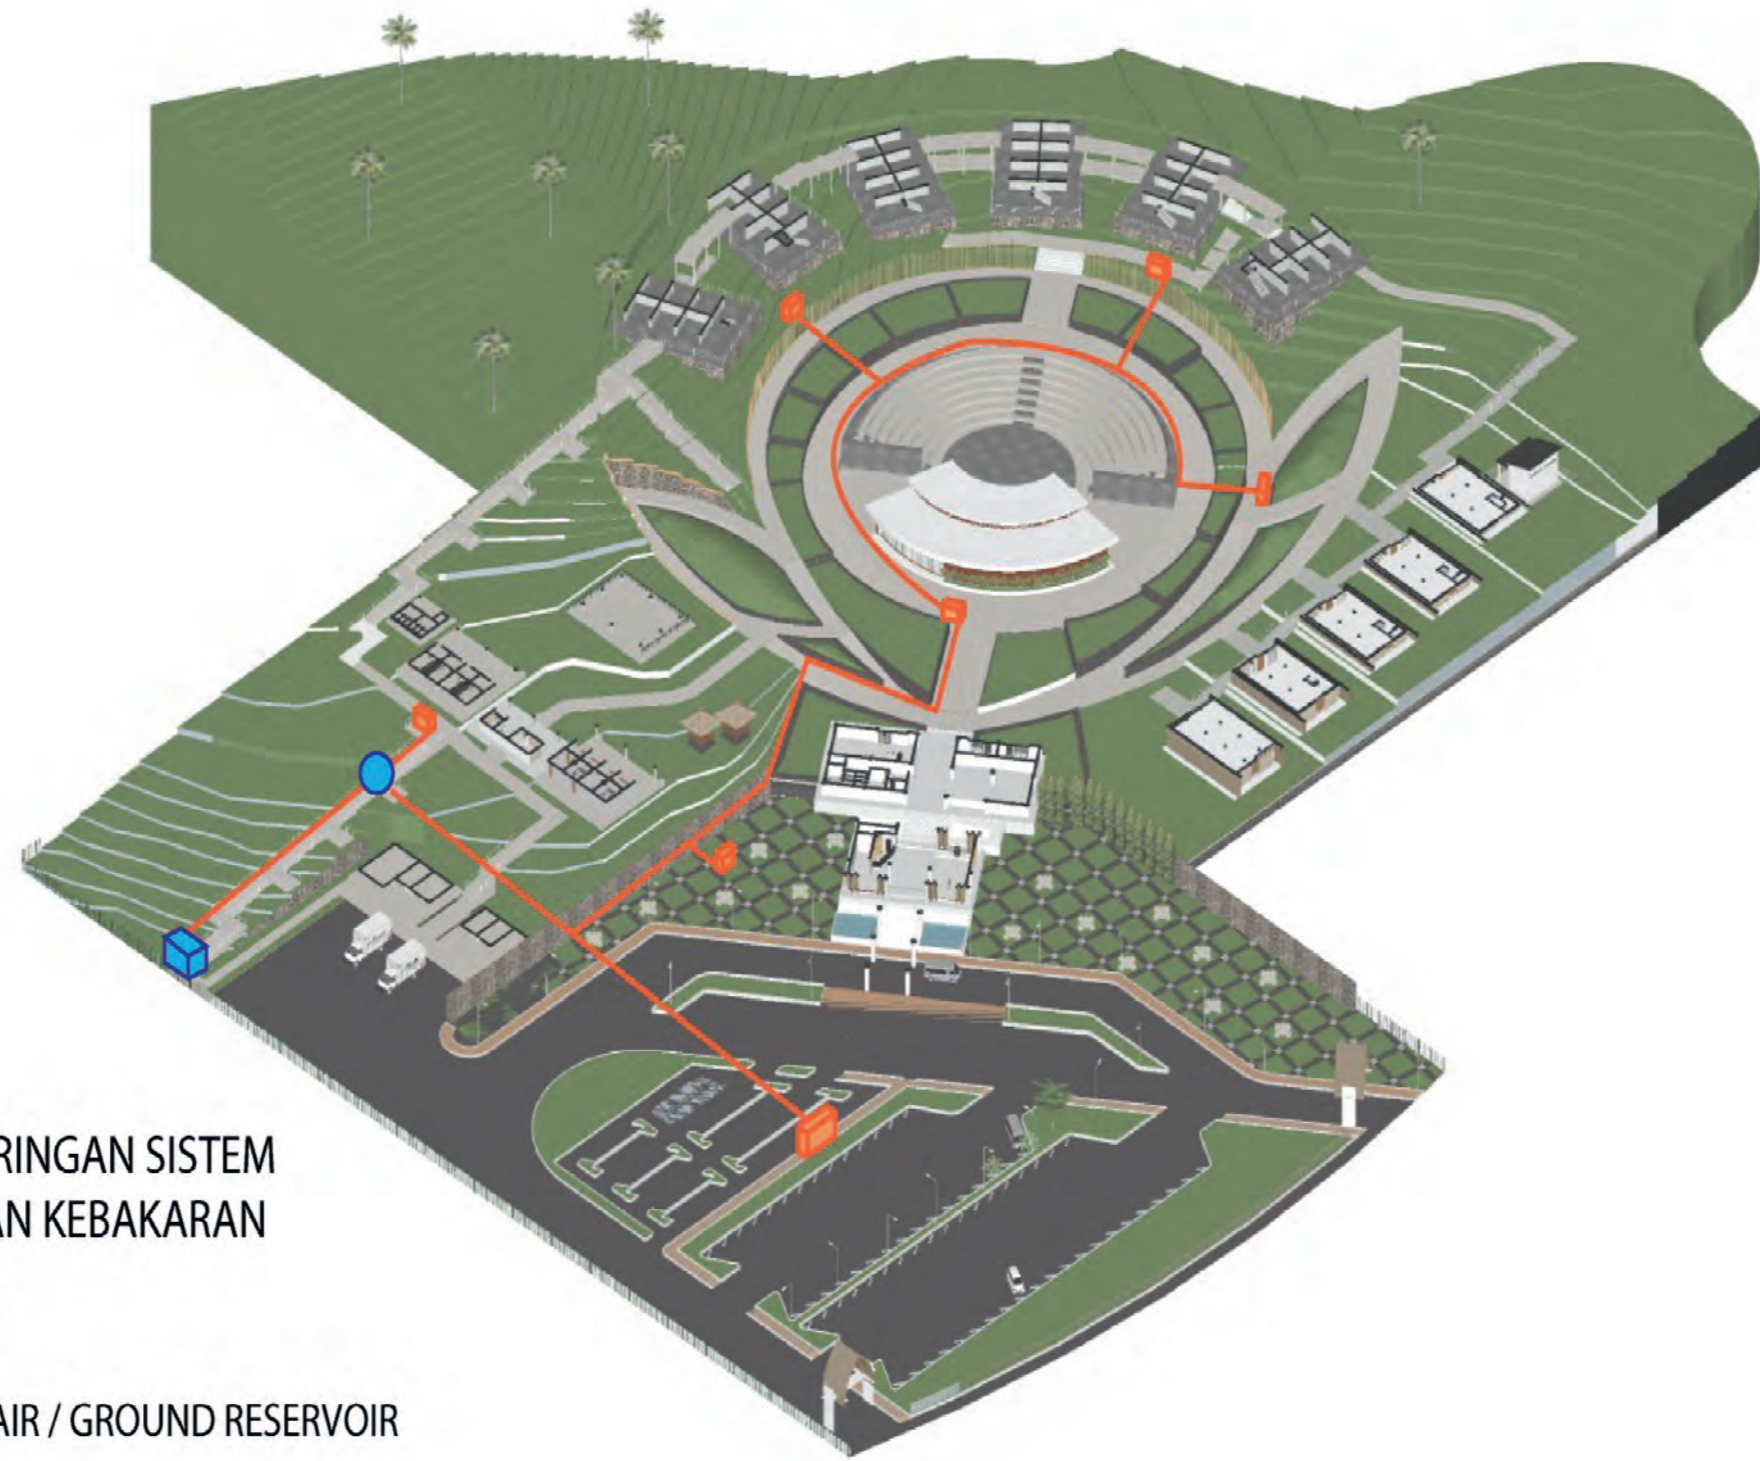 RINGAN SISTEM
AN KEBAKARAN
AIR / GROUND RESERVOIR